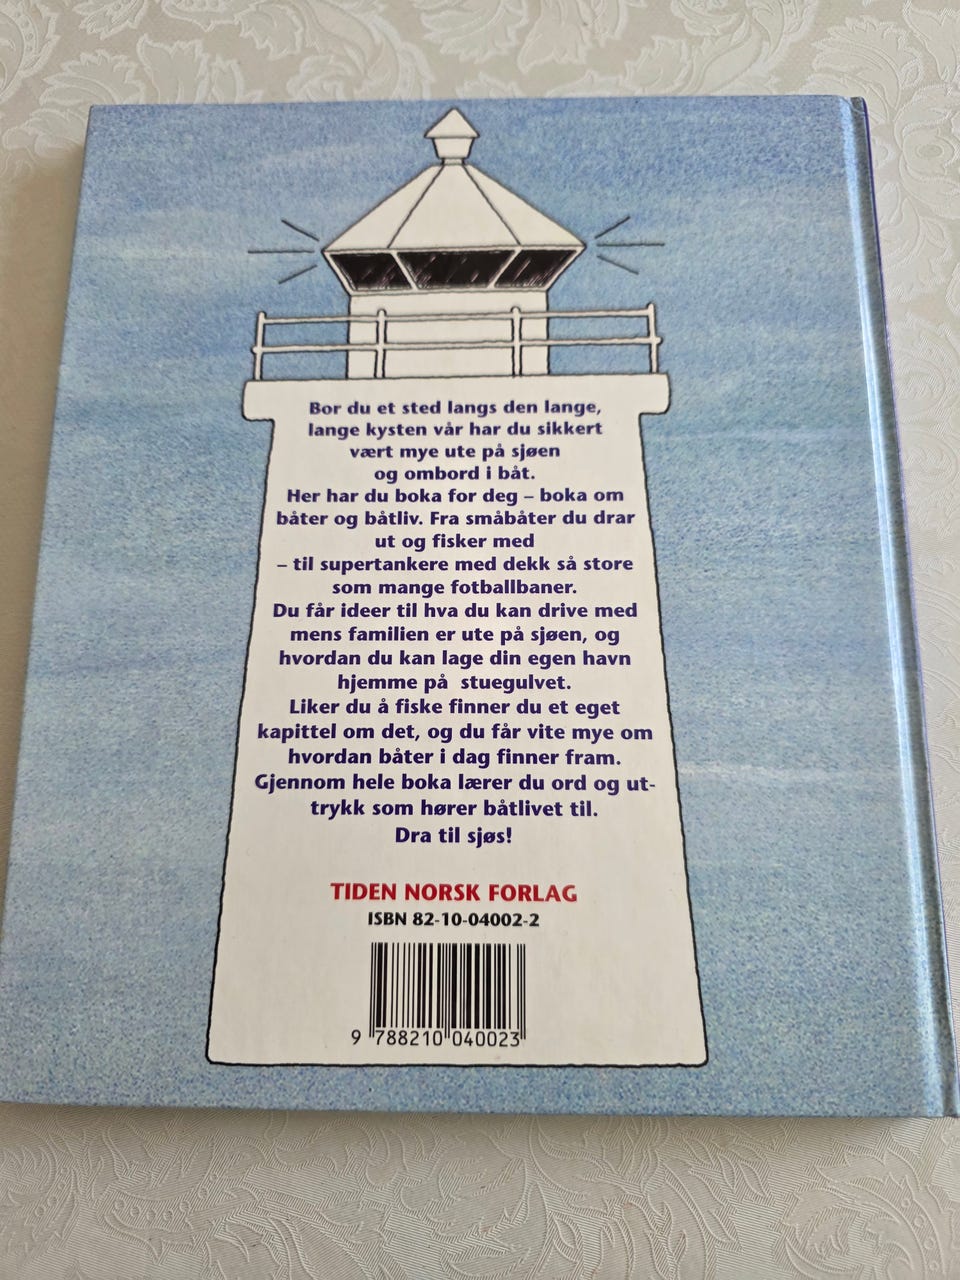 Bor du et sted langs den lange,
lange kysten vår har du sikkert
vært mye ute på sjøen
og ombord i båt.
Her har du boka for deg – boka om
båter og båtliv. Fra småbåter du drar
ut og fisker med
– til supertankere med dekk så store
som mange fotballbaner.
Du får ideer til hva du kan drive med
mens familien er ute på sjøen, og
hvordan du kan lage din egen havn
hjemme på stuegulvet.
Liker du å fiske finner du et eget
kapittel om det, og du får vite mye om
hvordan båter i dag finner fram.
Gjennom hele boka lærer du ord og ut-
trykk som hører båtlivet til.
Dra til sjøs!
TIDEN NORSK FORLAG
ISBN 82-10-04002-2
9 788210 040023